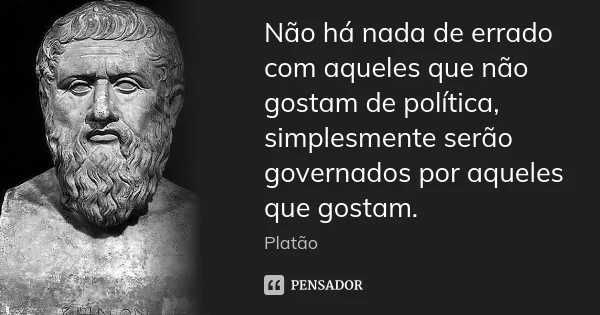 Não há nada de errado
com aqueles que não
gostam de política,
simplesmente serão
governados por aqueles
que gostam.
Platão
PENSADOR